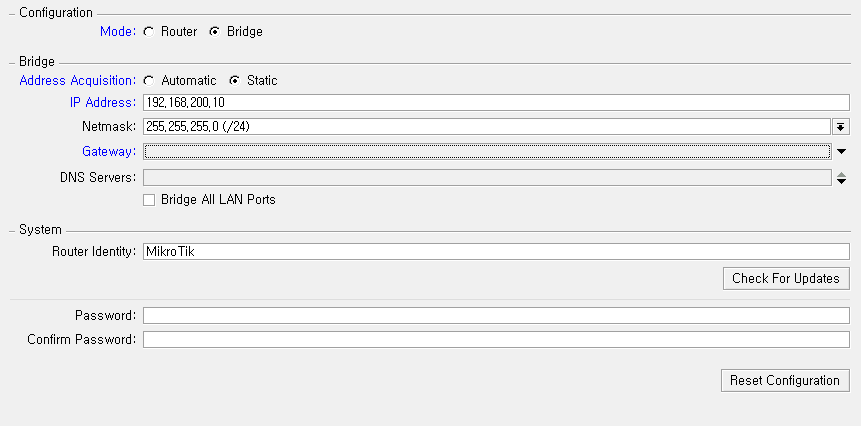 Configuration
Mode: Router Bridge
Bridge
Address Acquisition: Automatic Static
IP Address: 192,168,200,10
Netmask: 255,255,255,0 (/24)
Gateway:
DNS Servers:
Bridge All LAN Ports
System
Router Identity: MikroTik
Check For Updates
Password:
Confirm Password:
Reset Configuration